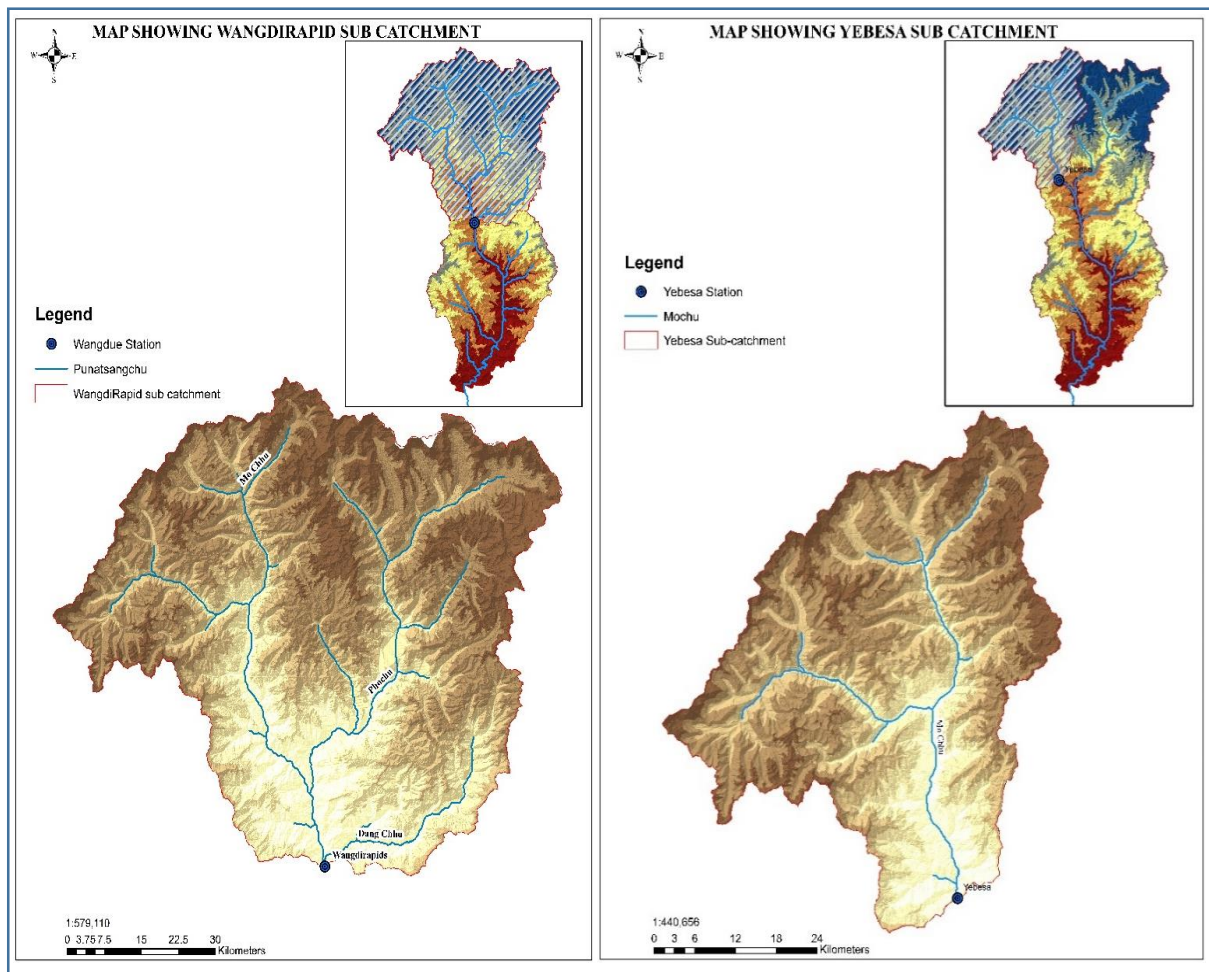 MAP SHOWING WANGDIRAPID SUB CATCHMENT
N
W
E
S
Legend
Wangdue Station
Punatsangchu
WangdiRapid sub catchment
Mo Chhu
Phochu
Dang Chhu
Wangdirapids
1:579,110
0 3.75 7.5 15 22.5 30
Kilometers
MAP SHOWING YEBESA SUB CATCHMENT
N
W
E
S
Yebesa
Legend
Yebesa Station
Mochu
Yebesa Sub-catchment
Mo Chhu
Yebesa
1:440,656
0 3 6 12 18 24
Kilometers